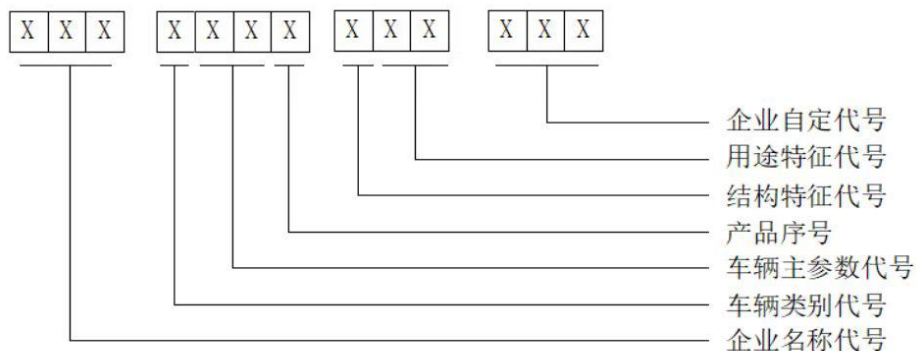 X X X X X X X X X X X X X
企业自定代号
用途特征代号
结构特征代号
产品序号
车辆主参数代号
车辆类别代号
企业名称代号